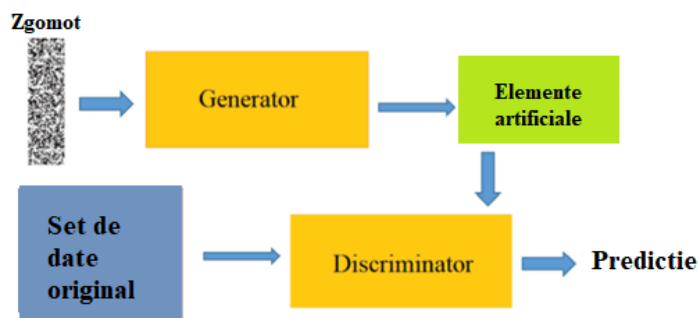 Zgomot
Generator
Elemente
artificiale
Set de
date
original
Discriminator
Predictie